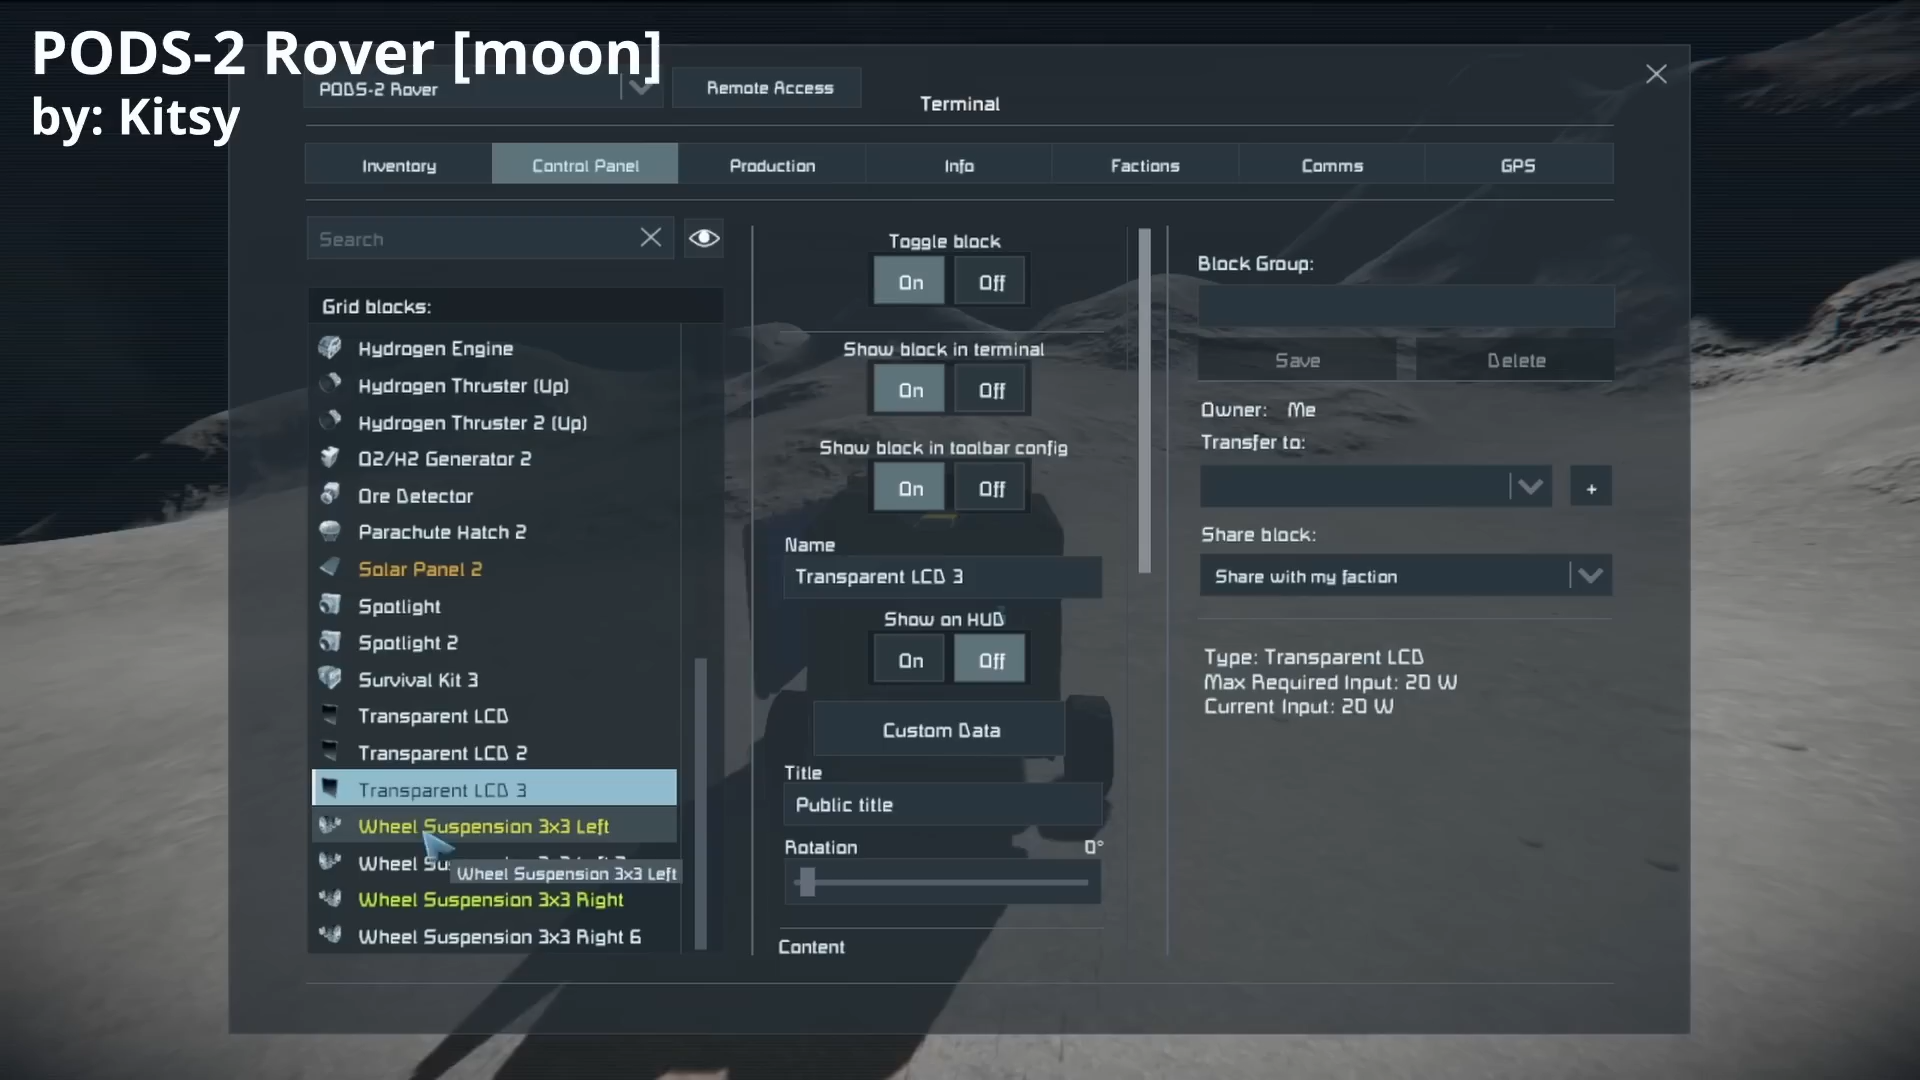 PODS-2 Rover [moon]
by: Kitsy
PODS-2 Rover
Remote Access
Terminal
Inventory
Control Panel
Production
Info
Factions
Comms
GPS
Search
Grid blocks:
Hydrogen Engine
Hydrogen Thruster (Up)
Hydrogen Thruster 2 (Up)
O2/H2 Generator 2
Ore Detector
Parachute Hatch 2
Solar Panel 2
Spotlight
Spotlight 2
Survival Kit 3
Transparent LCD
Transparent LCD 2
Transparent LCD 3
Wheel Suspension 3x3 Left
Wheel
Wheel Suspension 3x3 Left
Wheel Suspension 3x3 Right
Wheel Suspension 3x3 Right 6
Toggle block
On Off
Show block in terminal
On Off
Show block in toolbar config
On Off
Name
Transparent LCD 3
Show on HUD
On Off
Custom Data
Title
Public title
Rotation 0°
Content
Block Group:
Save
Delete
Owner: Me
Transfer to:
+
Share block:
Share with my faction
Type: Transparent LCD
Max Required Input: 20 W
Current Input: 20 W